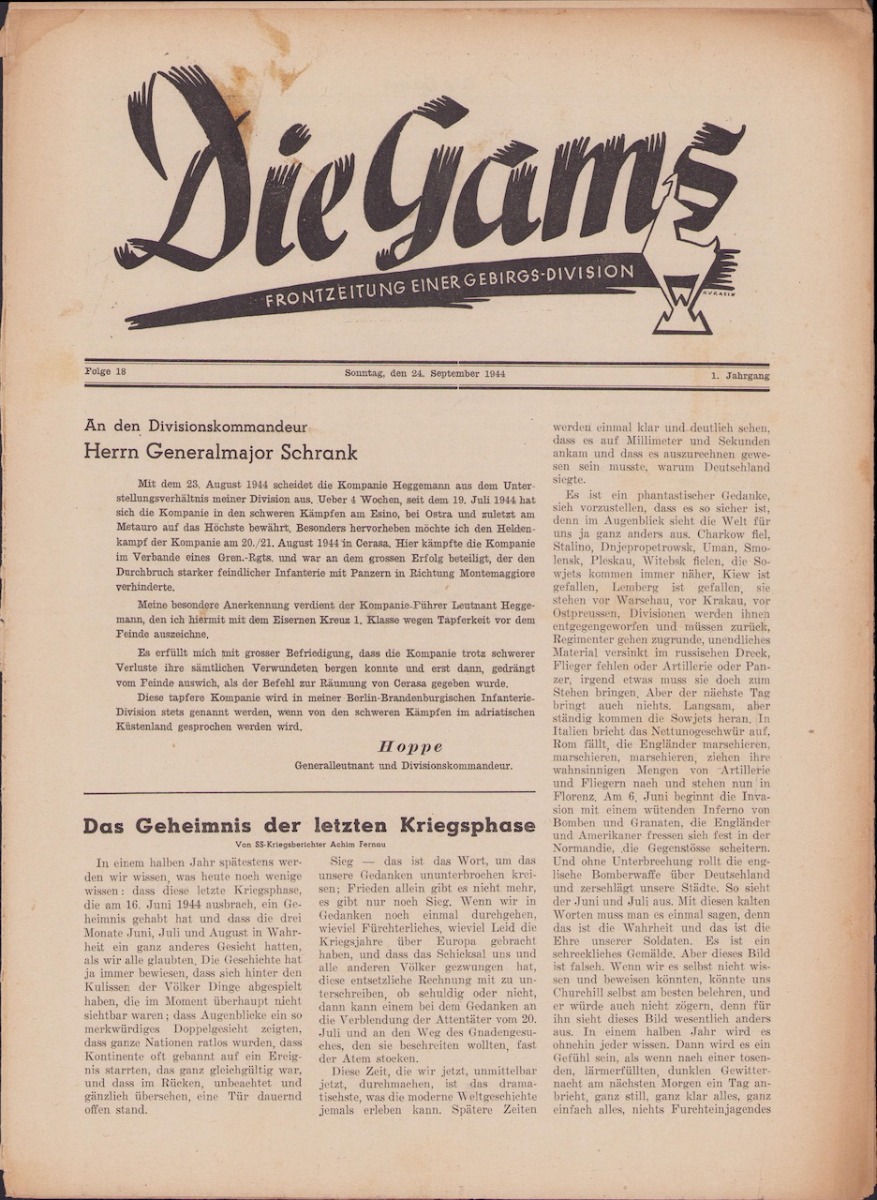 Die Gams
FRONTZEITUNG EINER GEBIRGS-DIVISION
Folge 18
Sonntag, den 24. September 1944
1. Jahrgang
An den Divisionskommandeur
Herrn Generalmajor Schrank
Mit dem 23. August 1944 scheidet die Kompanie Heggemann aus dem Unter-
stellungsverhältnis meiner Division aus. Ueber 4 Wochen, seit dem 19. Juli 1944 hat
sich die Kompanie in den schweren Kämpfen am Esino, bei Ostra und zuletzt am
Metauro auf das Höchste bewährt. Besonders hervorheben möchte ich den Helden-
kampf der Kompanie am 20./21. August 1944 in Cerasa. Hier kämpfte die Kompanie
im Verbande eines Gren.-Rgts. und war an dem grossen Erfolg beteiligt, der den
Durchbruch starker feindlicher Infanterie mit Panzern in Richtung Montemaggiore
verhinderte.
Meine besondere Anerkennung verdient der Kompanie-Führer Leutnant Hegge-
mann, den ich hiermit mit dem Eisernen Kreuz 1. Klasse wegen Tapferkeit vor dem
Feinde auszeichne.
Es erfüllt mich mit grosser Befriedigung, dass die Kompanie trotz schwerer
Verluste ihre sämtlichen Verwundeten bergen konnte und erst dann, gedrängt
vom Feinde auswich, als der Befehl zur Räumung von Cerasa gegeben wurde.
Diese tapfere Kompanie wird in meiner Berlin-Brandenburgischen Infanterie-
Division stets genannt werden, wenn von den schweren Kämpfen im adriatischen
Küstenland gesprochen werden wird.
Hoppe
Generalleutnant und Divisionskommandeur.
Das Geheimnis der letzten Kriegsphase
Von SS-Kriegsberichter Achim Fernau
In einem halben Jahr spätestens wer-
den wir wissen, was heute noch wenige
wissen: dass diese letzte Kriegsphase,
die am 16. Juni 1944 ausbrach, ein Ge-
heimnis gehabt hat und dass die drei
Monate Juni, Juli und August in Wahr-
heit ein ganz anderes Gesicht hatten,
als wir alle glaubten. Die Geschichte hat
ja immer bewiesen, dass sich hinter den
Kulissen der Völker Dinge abgespielt
haben, die im Moment überhaupt nicht
sichtbar waren; dass Augenblicke ein so
merkwürdiges Doppelgesicht zeigten,
dass ganze Nationen ratlos wurden, dass
Kontinente oft gebannt auf ein Ereig-
nis starrten, das ganz gleichgültig war,
und dass im Rücken, unbeachtet und
gänzlich übersehen, eine Tür dauernd
offen stand.
Sieg — das ist das Wort, um das
unsere Gedanken ununterbrochen krei-
sen; Frieden allein gibt es nicht mehr,
es gibt nur noch Sieg. Wenn wir in
Gedanken noch einmal durchgehen,
wieviel Fürchterliches, wieviel Leid die
Kriegsjahre über Europa gebracht
haben, und dass das Schicksal uns und
alle anderen Völker gezwungen hat,
diese entsetzliche Rechnung mit zu un-
terschreiben, ob schuldig oder nicht,
dann kann einem bei dem Gedanken an
die Verblendung der Attentäter vom 20.
Juli und an den Weg des Gnadengesu-
ches, den sie beschreiten wollten, fast
der Atem stocken.
Diese Zeit, die wir jetzt, unmittelbar
jetzt, durchmachen, ist das drama-
tischste, was die moderne Weltgeschichte
jemals erleben kann. Spätere Zeiten
werden einmal klar und deutlich sehen,
dass es auf Millimeter und Sekunden
ankam und dass es auszurechnen gewe-
sen sein musste, warum Deutschland
siegte.
Es ist ein phantastischer Gedanke,
sich vorzustellen, dass es so sicher ist,
denn im Augenblick sieht die Welt für
uns ja ganz anders aus. Charkow fiel,
Stalino, Dnjepropetrowsk, Uman, Smo-
lensk, Pleskau, Witebsk fielen, die So-
wjets kommen immer näher, Kiew ist
gefallen, Lemberg ist gefallen, sie
stehen vor Warschau, vor Krakau, vor
Ostpreussen. Divisionen werden ihnen
entgegengeworfen und müssen zurück,
Regimenter gehen zugrunde, unendliches
Material versinkt im russischen Dreck,
Flieger fehlen oder Artillerie oder Pan-
zer, irgend etwas muss sie doch zum
Stehen bringen. Aber der nächste Tag
bringt auch nichts. Langsam, aber
ständig kommen die Sowjets heran. In
Italien bricht das Nettunogeschwür auf,
Rom fällt, die Engländer marschieren,
marschieren, marschieren, ziehen ihre
wahnsinnigen Mengen von Artillerie
und Fliegern nach und stehen nun in
Florenz. Am 6. Juni beginnt die Inva-
sion mit einem wütenden Inferno von
Bomben und Granaten, die Engländer
und Amerikaner fressen sich fest in der
Normandie, die Gegenstösse scheitern.
Und ohne Unterbrechung rollt die eng-
lische Bomberwaffe über Deutschland
und zerschlägt unsere Städte. So sieht
der Juni und Juli aus. Mit diesen kalten
Worten muss man es einmal sagen, denn
das ist die Wahrheit und das ist die
Ehre unserer Soldaten. Es ist ein
schreckliches Gemälde. Aber dieses Bild
ist falsch. Wenn wir es selbst nicht wis-
sen und beweisen könnten, könnte uns
Churchill selbst am besten belehren, und
er würde auch nicht zögern, denn für
ihn sieht dieses Bild wesentlich anders
aus. In einem halben Jahr wird es
ohnehin jeder wissen. Dann wird es ein
Gefühl sein, als wenn nach einer tosen-
den, lärmerfüllten, dunklen Gewitter-
nacht am nächsten Morgen ein Tag an-
bricht, ganz still, ganz klar alles, ganz
einfach alles, nichts Furchteinjagendes